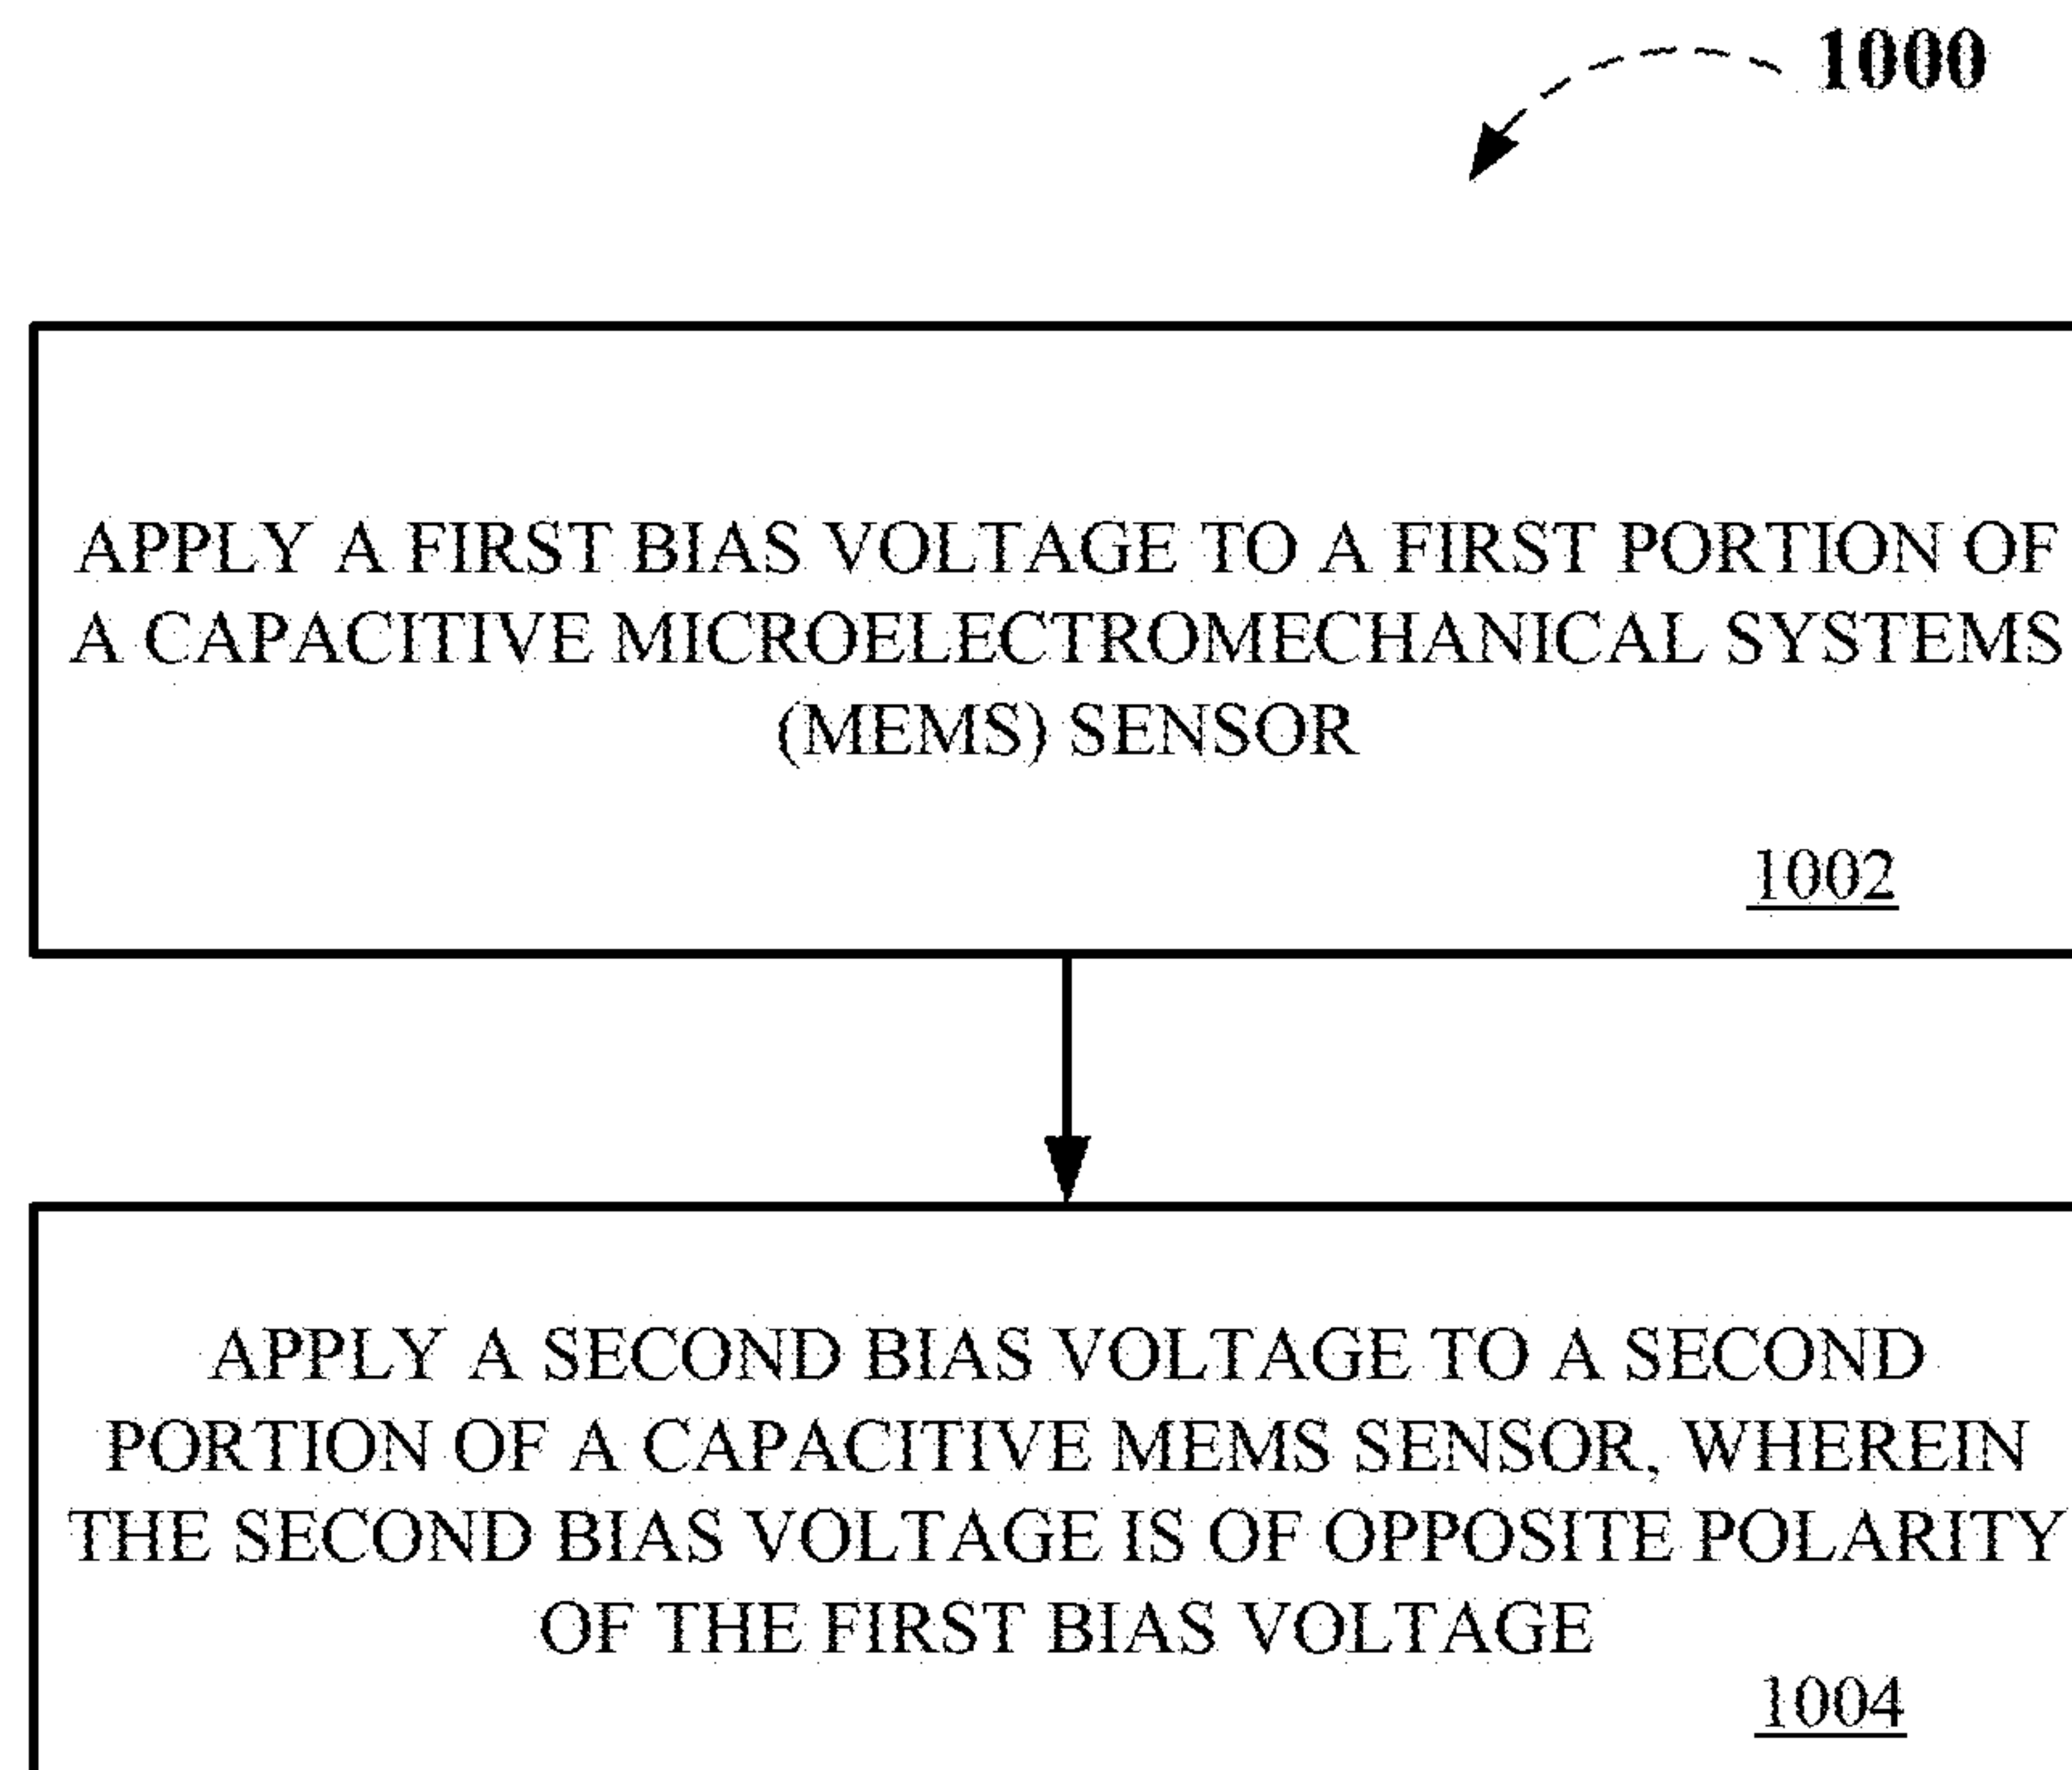 1000
APPLY A FIRST BIAS VOLTAGE TO A FIRST PORTION OF
A CAPACITIVE MICROELECTROMECHANICAL SYSTEMS
(MEMS) SENSOR
1002
APPLY A SECOND BIAS VOLTAGE TO A SECOND
PORTION OF A CAPACITIVE MEMS SENSOR, WHEREIN
THE SECOND BIAS VOLTAGE IS OF OPPOSITE POLARITY
OF THE FIRST BIAS VOLTAGE
1004